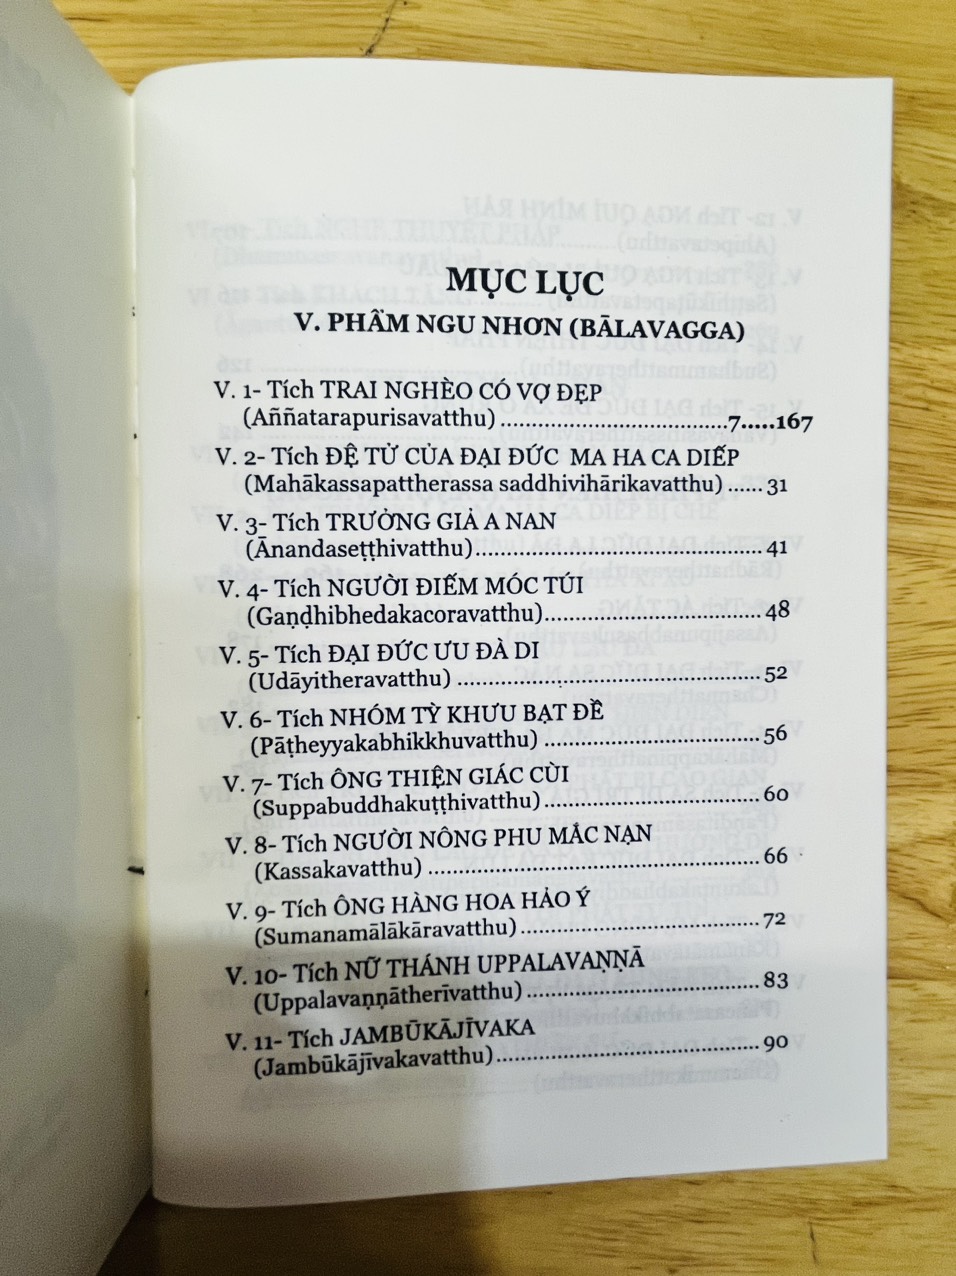 MỤC LỤC
V. PHẨM NGU NHƠN (BĀLAVAGGA)
V. 1- Tích TRAI NGHÈO CÓ VỢ ĐẸP
(Aññatarapurisavatthu) ....................................7.....167
V. 2- Tích ĐỆ TỬ CỦA ĐẠI ĐỨC MA HA CA DIẾP
(Mahākassapattherassa saddhivihārikavatthu) ...... 31
V. 3- Tích TRƯỞNG GIẢ A NAN
(Ānandaseṭṭhivatthu).............................................. 41
V. 4- Tích NGƯỜI ĐIẾM MÓC TÚI
(Gaṇḍhibhedakacoravatthu)................................... 48
V. 5- Tích ĐẠI ĐỨC ƯU ĐÀ DI
(Udāyitheravatthu) ................................................ 52
V. 6- Tích NHÓM TỲ KHƯU BẠT ĐỀ
(Pāṭheyyakabhikkhuvatthu) .................................. 56
V. 7- Tích ÔNG THIỆN GIÁC CÙI
(Suppabuddhakuṭṭhivatthu) .................................. 60
V. 8- Tích NGƯỜI NÔNG PHU MẮC NẠN
(Kassakavatthu) ..................................................... 66
V. 9- Tích ÔNG HÀNG HOA HẢO Ý
(Sumanamālākāravatthu)...................................... 72
V. 10- Tích NỮ THÁNH UPPALAVAṆṆĀ
(Uppalavaṇṇātherīvatthu) ..................................... 83
V. 11- Tích JAMBŪKĀJĪVAKA
(Jambūkājīvakavatthu) .......................................... 90